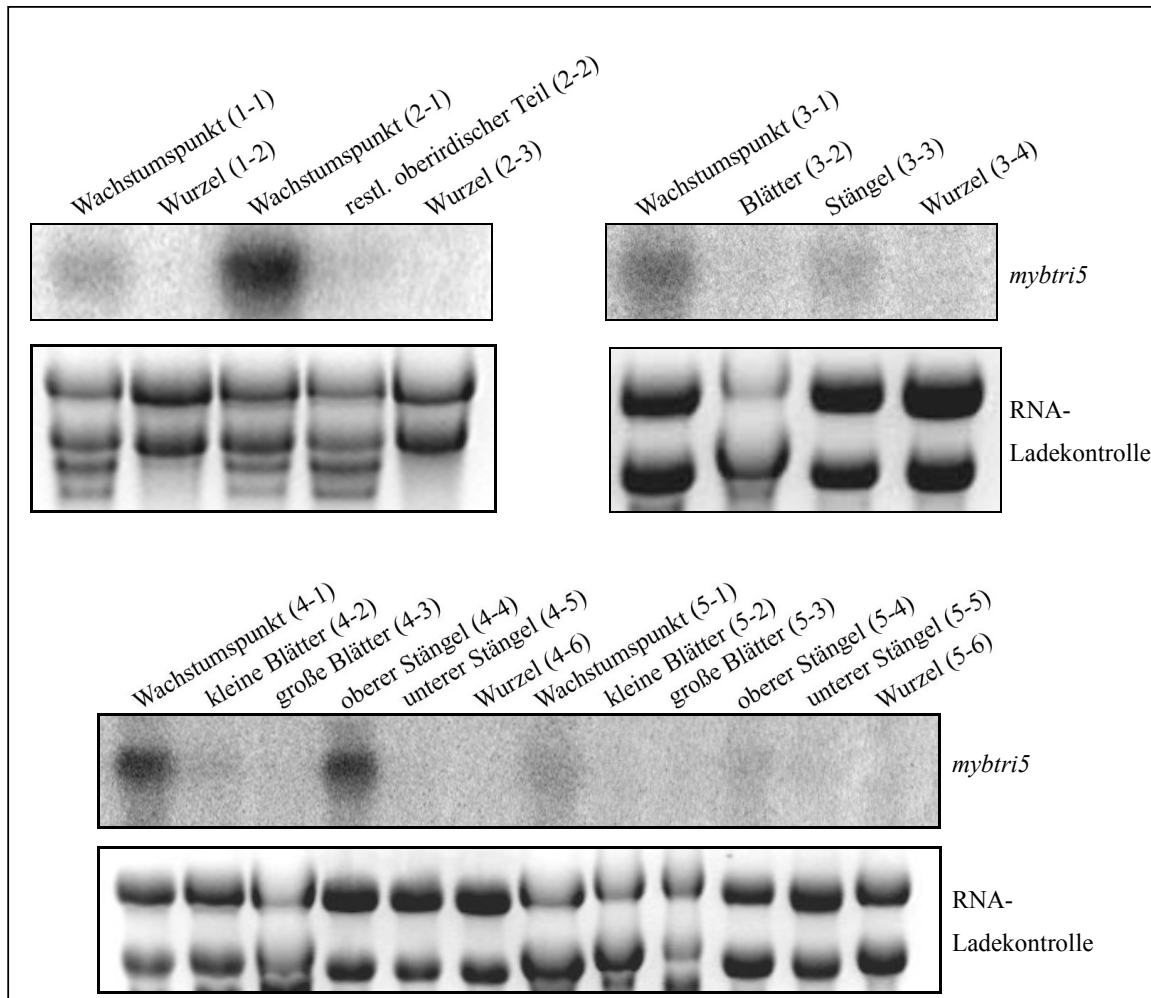 Wachstumspunkt (1-1)
Wurzel (1-2)
Wachstumspunkt (2-1)
restl. oberirdischer Teil (2-2)
Wurzel (2-3)
Wachstumspunkt (3-1)
Blätter (3-2)
Stängel (3-3)
Wurzel (3-4)
mybtri5
RNA-
Ladekontrolle
Wachstumspunkt (4-1)
kleine Blätter (4-2)
große Blätter (4-3)
oberer Stängel (4-4)
unterer Stängel (4-5)
Wurzel (4-6)
Wachstumspunkt (5-1)
kleine Blätter (5-2)
große Blätter (5-3)
oberer Stängel (5-4)
unterer Stängel (5-5)
Wurzel (5-6)
mybtri5
RNA-
Ladekontrolle